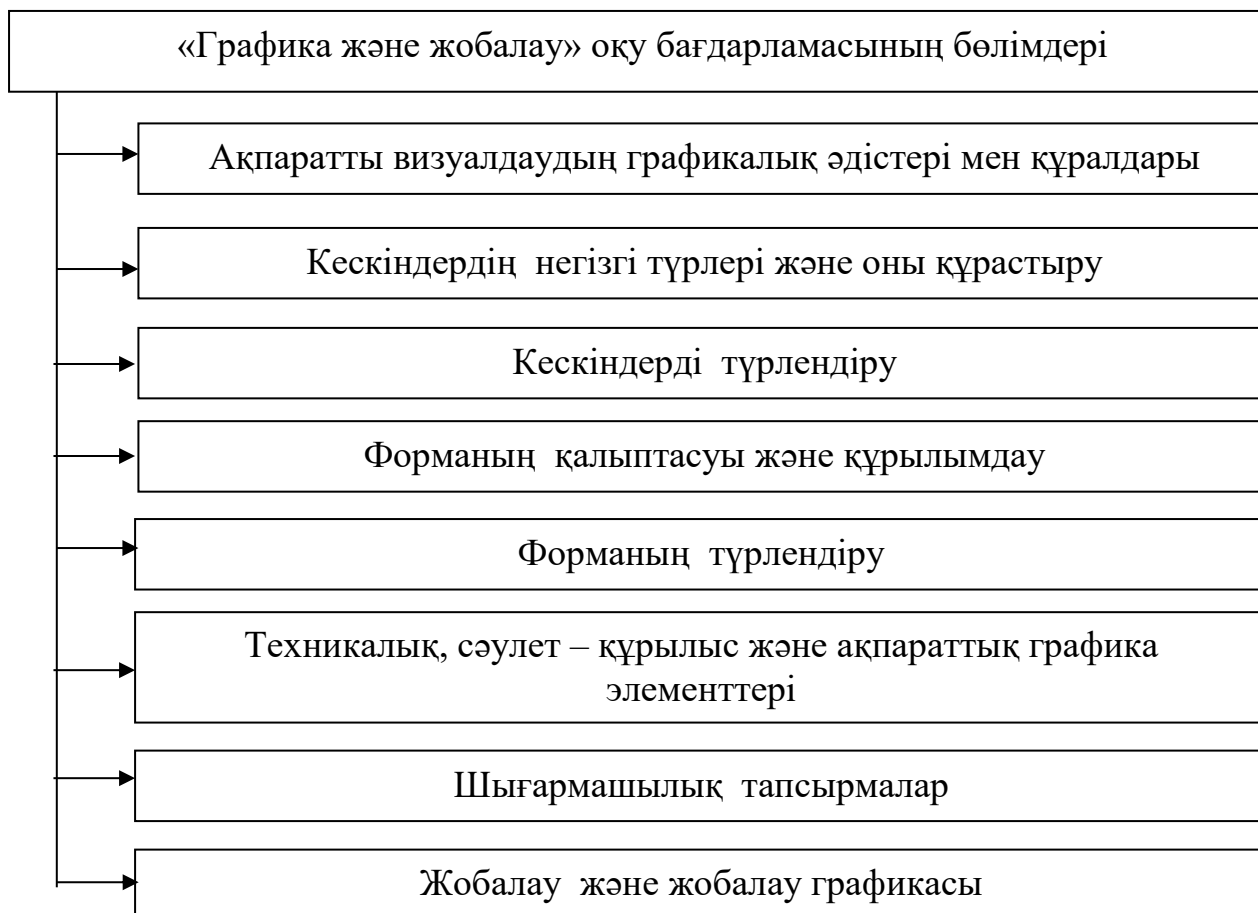 «Графика және жобалау» оқу бағдарламасының бөлімдері
Ақпаратты визуалдаудың графикалық әдістері мен құралдары
Кескіндердің негізгі түрлері және оны құрастыру
Кескіндерді түрлендіру
Форманың қалыптасуы және құрылымдау
Форманың түрлендіру
Техникалық, сәулет – құрылыс және ақпараттық графика
элементтері
Шығармашылық тапсырмалар
Жобалау және жобалау графикасы